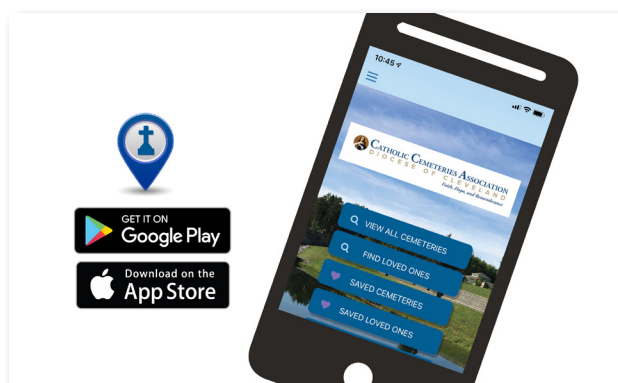 GET IT ON
Google Play
Download on the
App Store
10:45
CATHOLIC CEMETERIES ASSOCIATION
DIOCESE OF CLEVELAND
Faith, Hope, and Remembrance
VIEW ALL CEMETERIES
FIND LOVED ONES
SAVED CEMETERIES
SAVED LOVED ONES